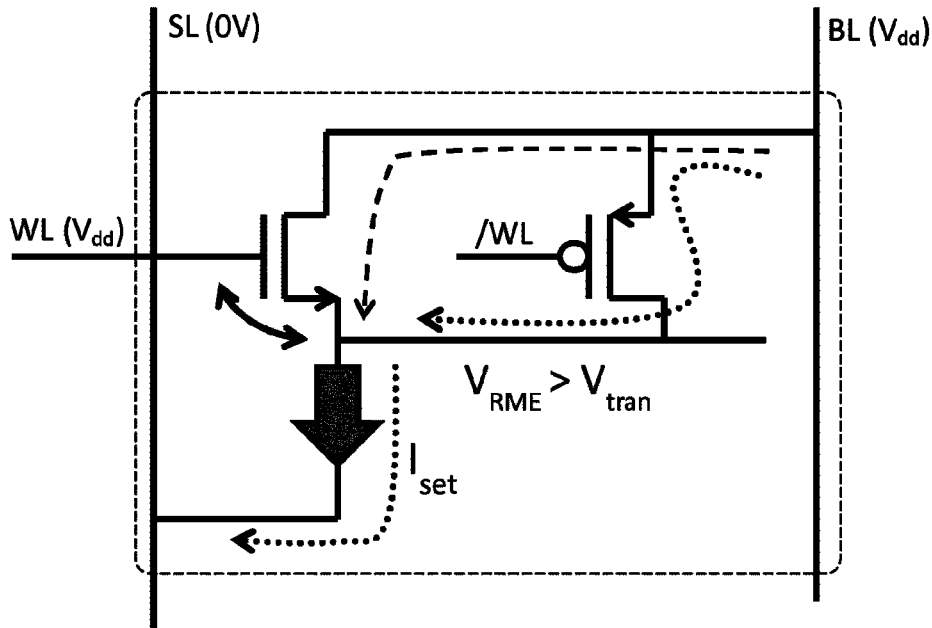 SL (0V)
BL (Vdd)
WL (Vdd)
/WL
VRME > Vtran
Iset